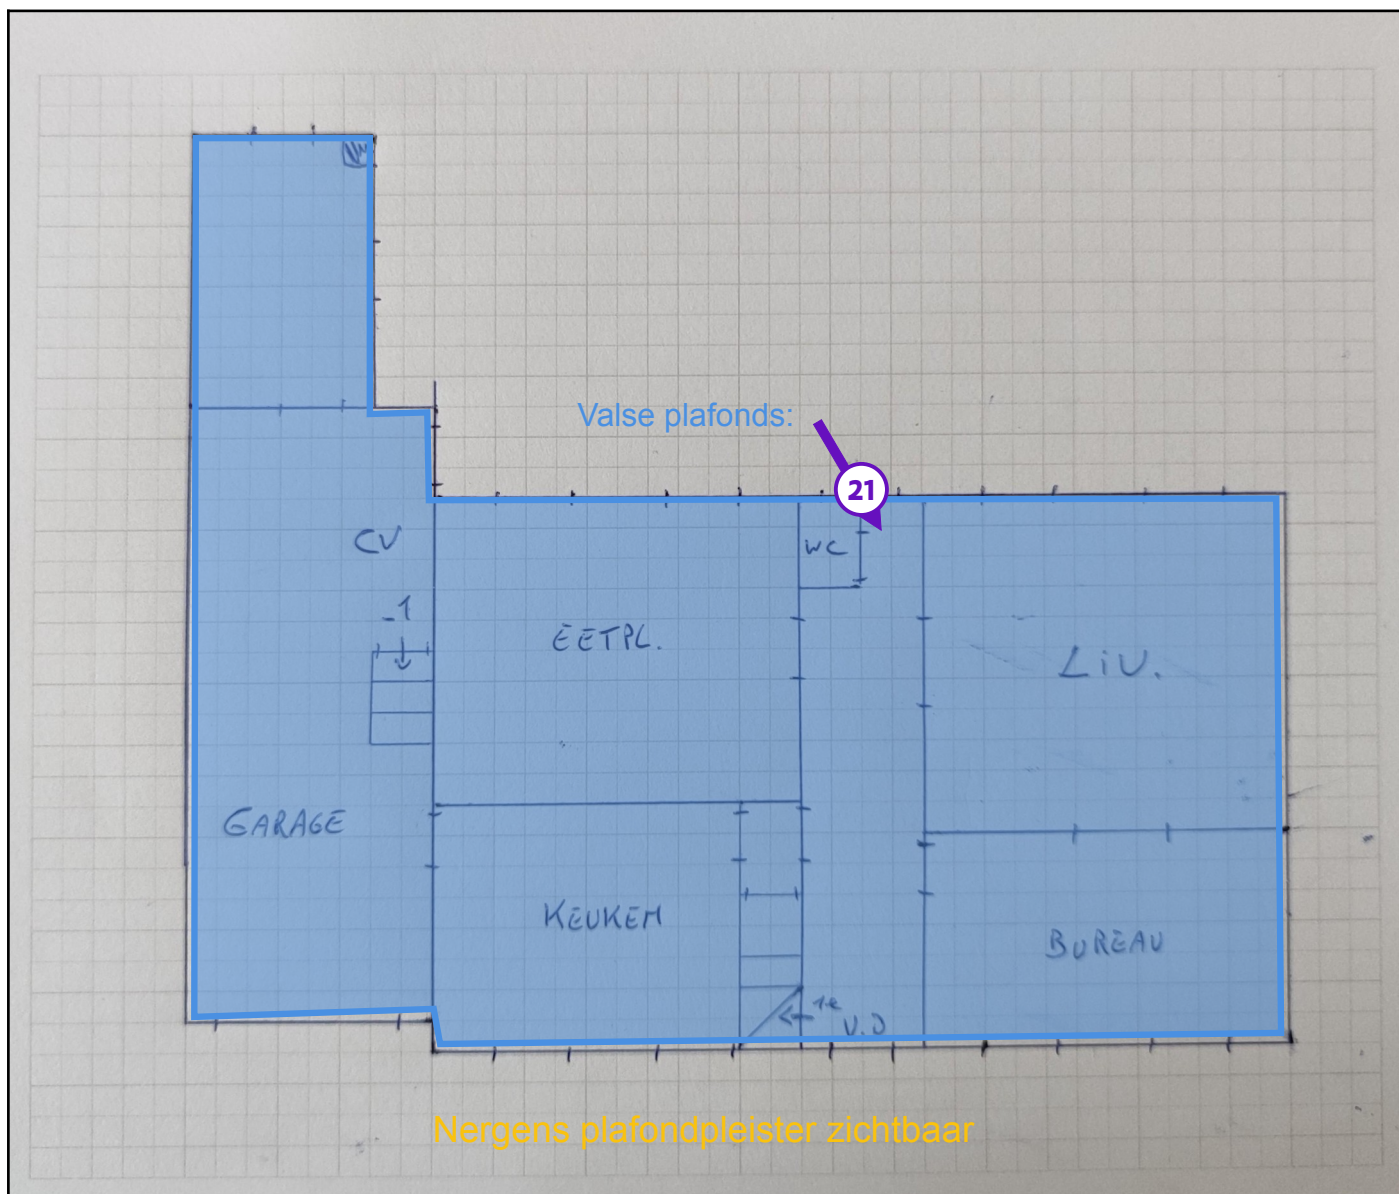 Valse plafonds:
21
CV
WC
-1
EETPL.
LIV.
GARAGE
KEUKEN
BUREAU
1e
V.D
Nergens plafondpleister zichtbaar